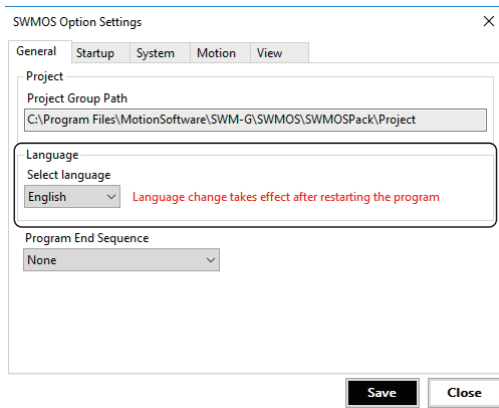 SWMOS Option Settings
General Startup System Motion View
Project
Project Group Path
C:\Program Files\MotionSoftware\SWM-G\SWMOS\SWMOSPack\Project
Language
Select language
English Language change takes effect after restarting the program
Program End Sequence
None
Save Close